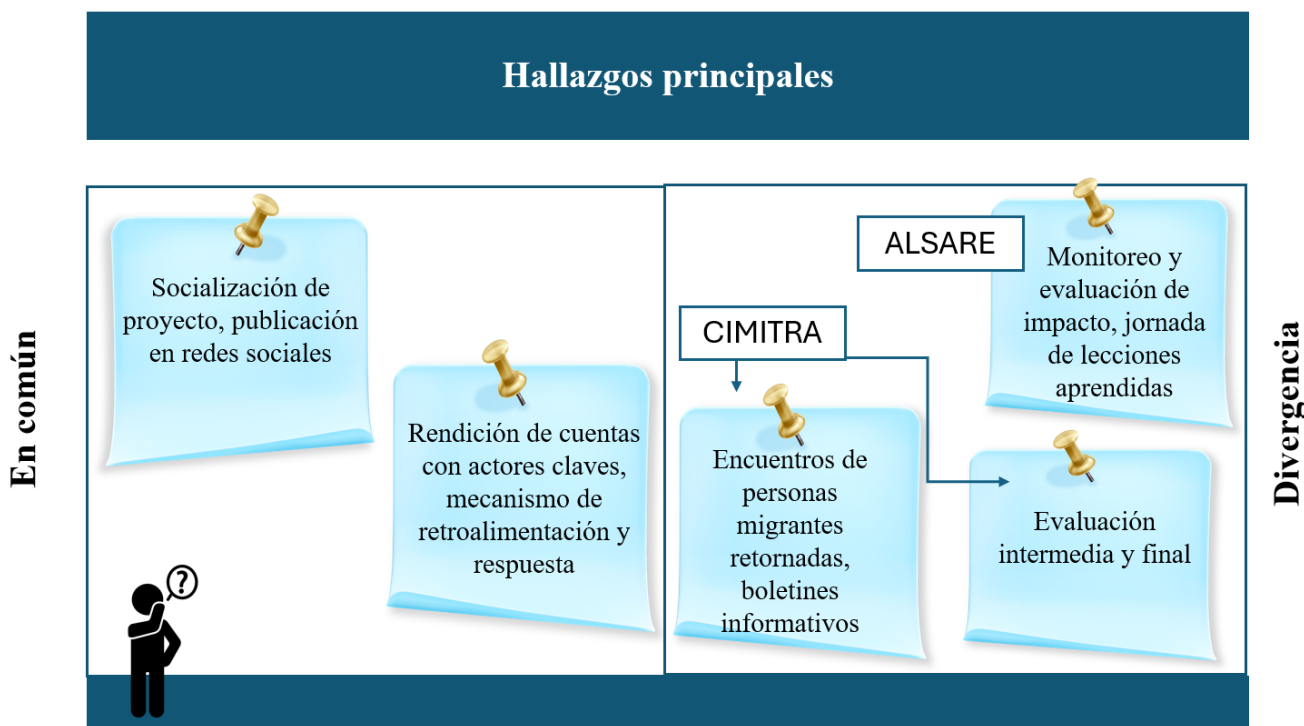 Hallazgos principales
En común
Socialización de
proyecto, publicación
en redes sociales
Rendición de cuentas
con actores claves,
mecanismo de
retroalimentación y
respuesta
?
CIMITRA
Encuentros de
personas
migrantes
retornadas,
boletines
informativos
ALSARE
Monitoreo y
evaluación de
impacto, jornada
de lecciones
aprendidas
Evaluación
intermedia y final
Divergencia